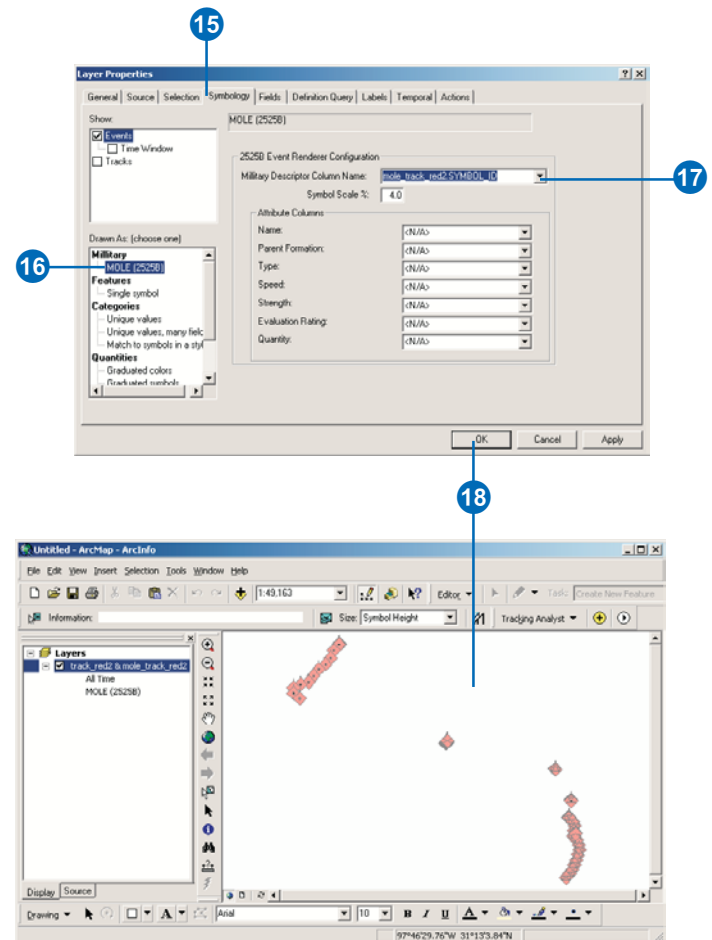 15
Layer Properties
General Source Selection Symbology Fields Definition Query Labels Temporal Actions
Show:
MOLE (2525B)
Events
Time Window
Tracks
2525B Event Renderer Configuration
Military Descriptor Column Name: mole_track_red2.SYMBOL_ID
17
Symbol Scale %: 4.0
Attribute Columns
Name: <N/A>
Parent Formation: <N/A>
Type: <N/A>
Speed: <N/A>
Strength: <N/A>
Evaluation Rating: <N/A>
Quantity: <N/A>
Drawn As: (choose one)
16
Millitary
MOLE (2525B)
Features
Single symbol
Categories
Unique values
Unique values, many fielc
Match to symbols in a styl
Quantities
Graduated colors
Graduated symbols
OK Cancel Apply
18
Untitled - ArcMap - ArcInfo
File Edit View Insert Selection Tools Window Help
1:49,163
Editor
Task: Create New Feature
Information:
Size: Symbol Height
Tracking Analyst
Layers
track_red2 & mole_track_red2
All Time
MOLE (2525B)
Display Source
Drawing
A
Arial
10
B I U A
97°46'29.76"W 31°13'3.84"N